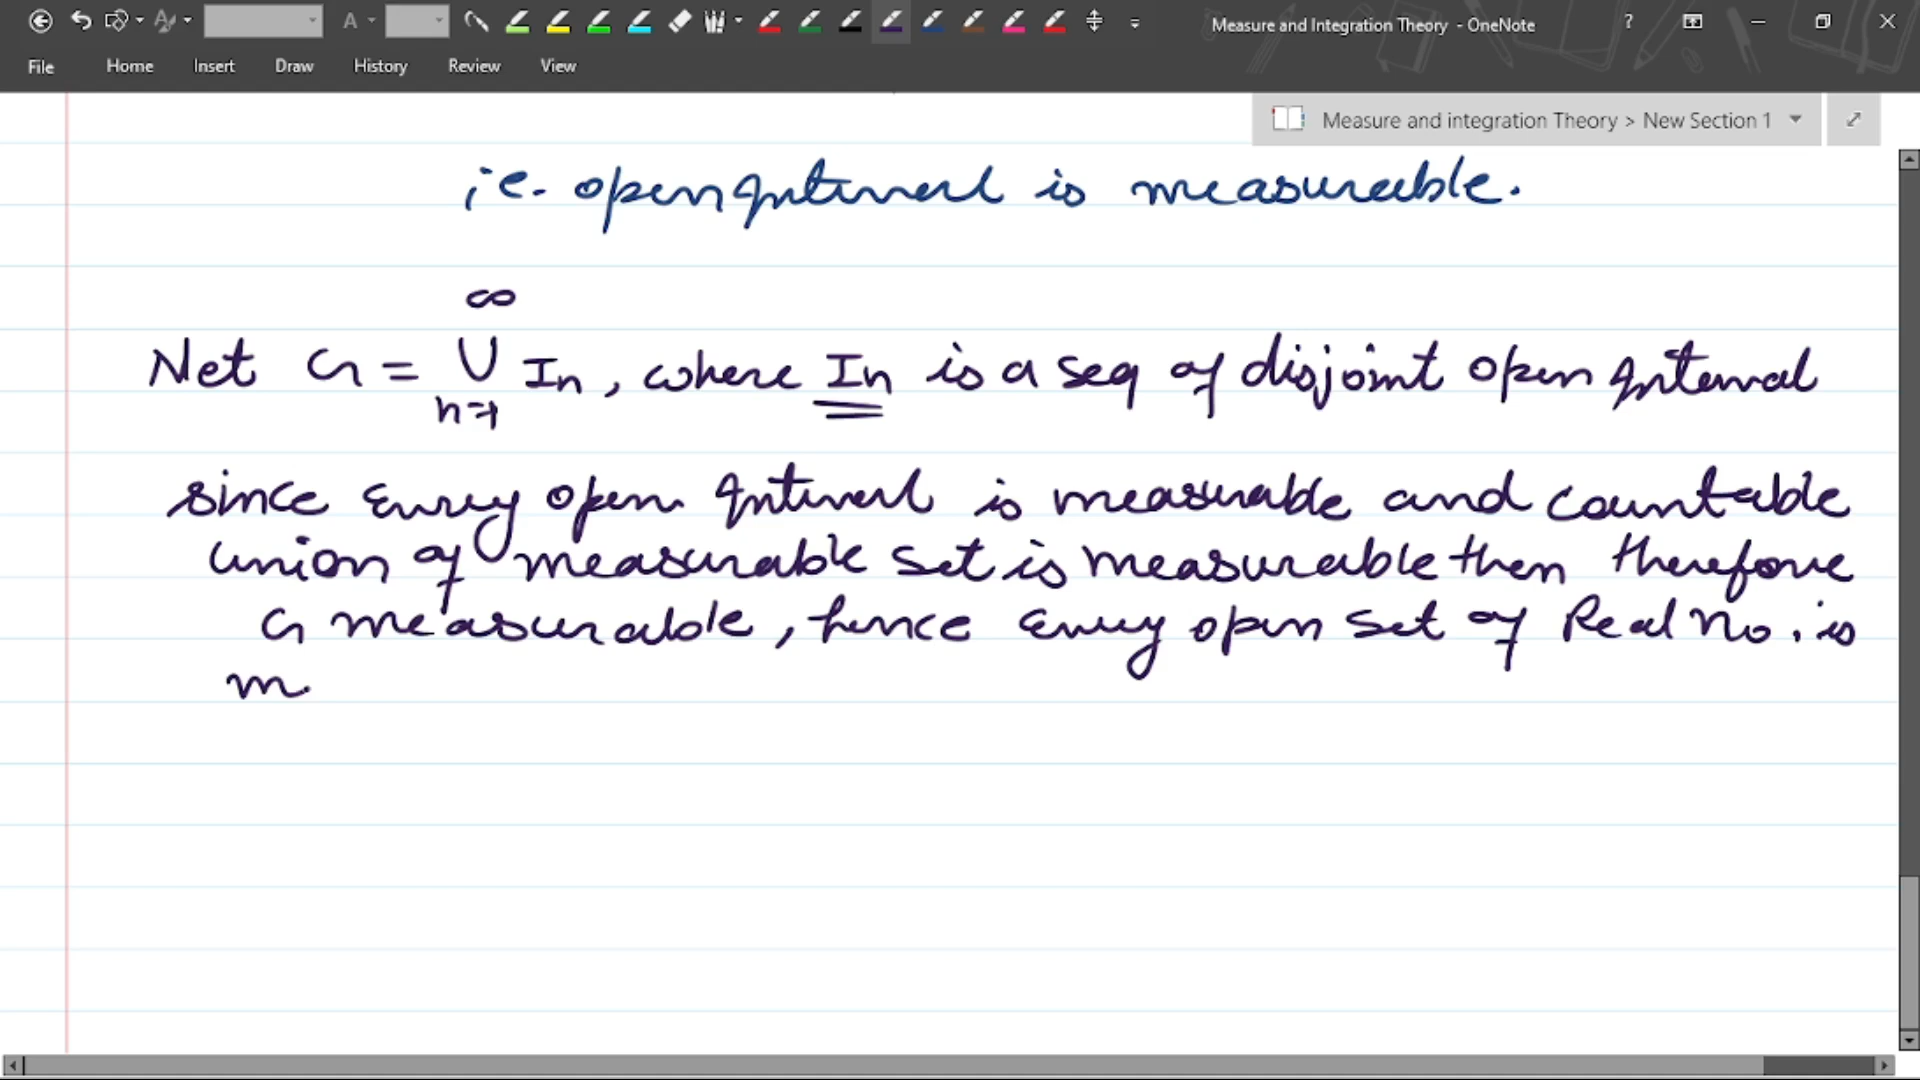 Measure and Integration Theory - OneNote
File Home Insert Draw History Review View
Measure and integration Theory > New Section 1
i.e. open Interval is measureable.
Net G = ∞ ⋃ n=1 In, where In is a seq of disjoint open Interval
since Every open Interval is measurable and countable
union of measurable set is measurable then therefore
G measurable, hence Every open set of Real no. is
m